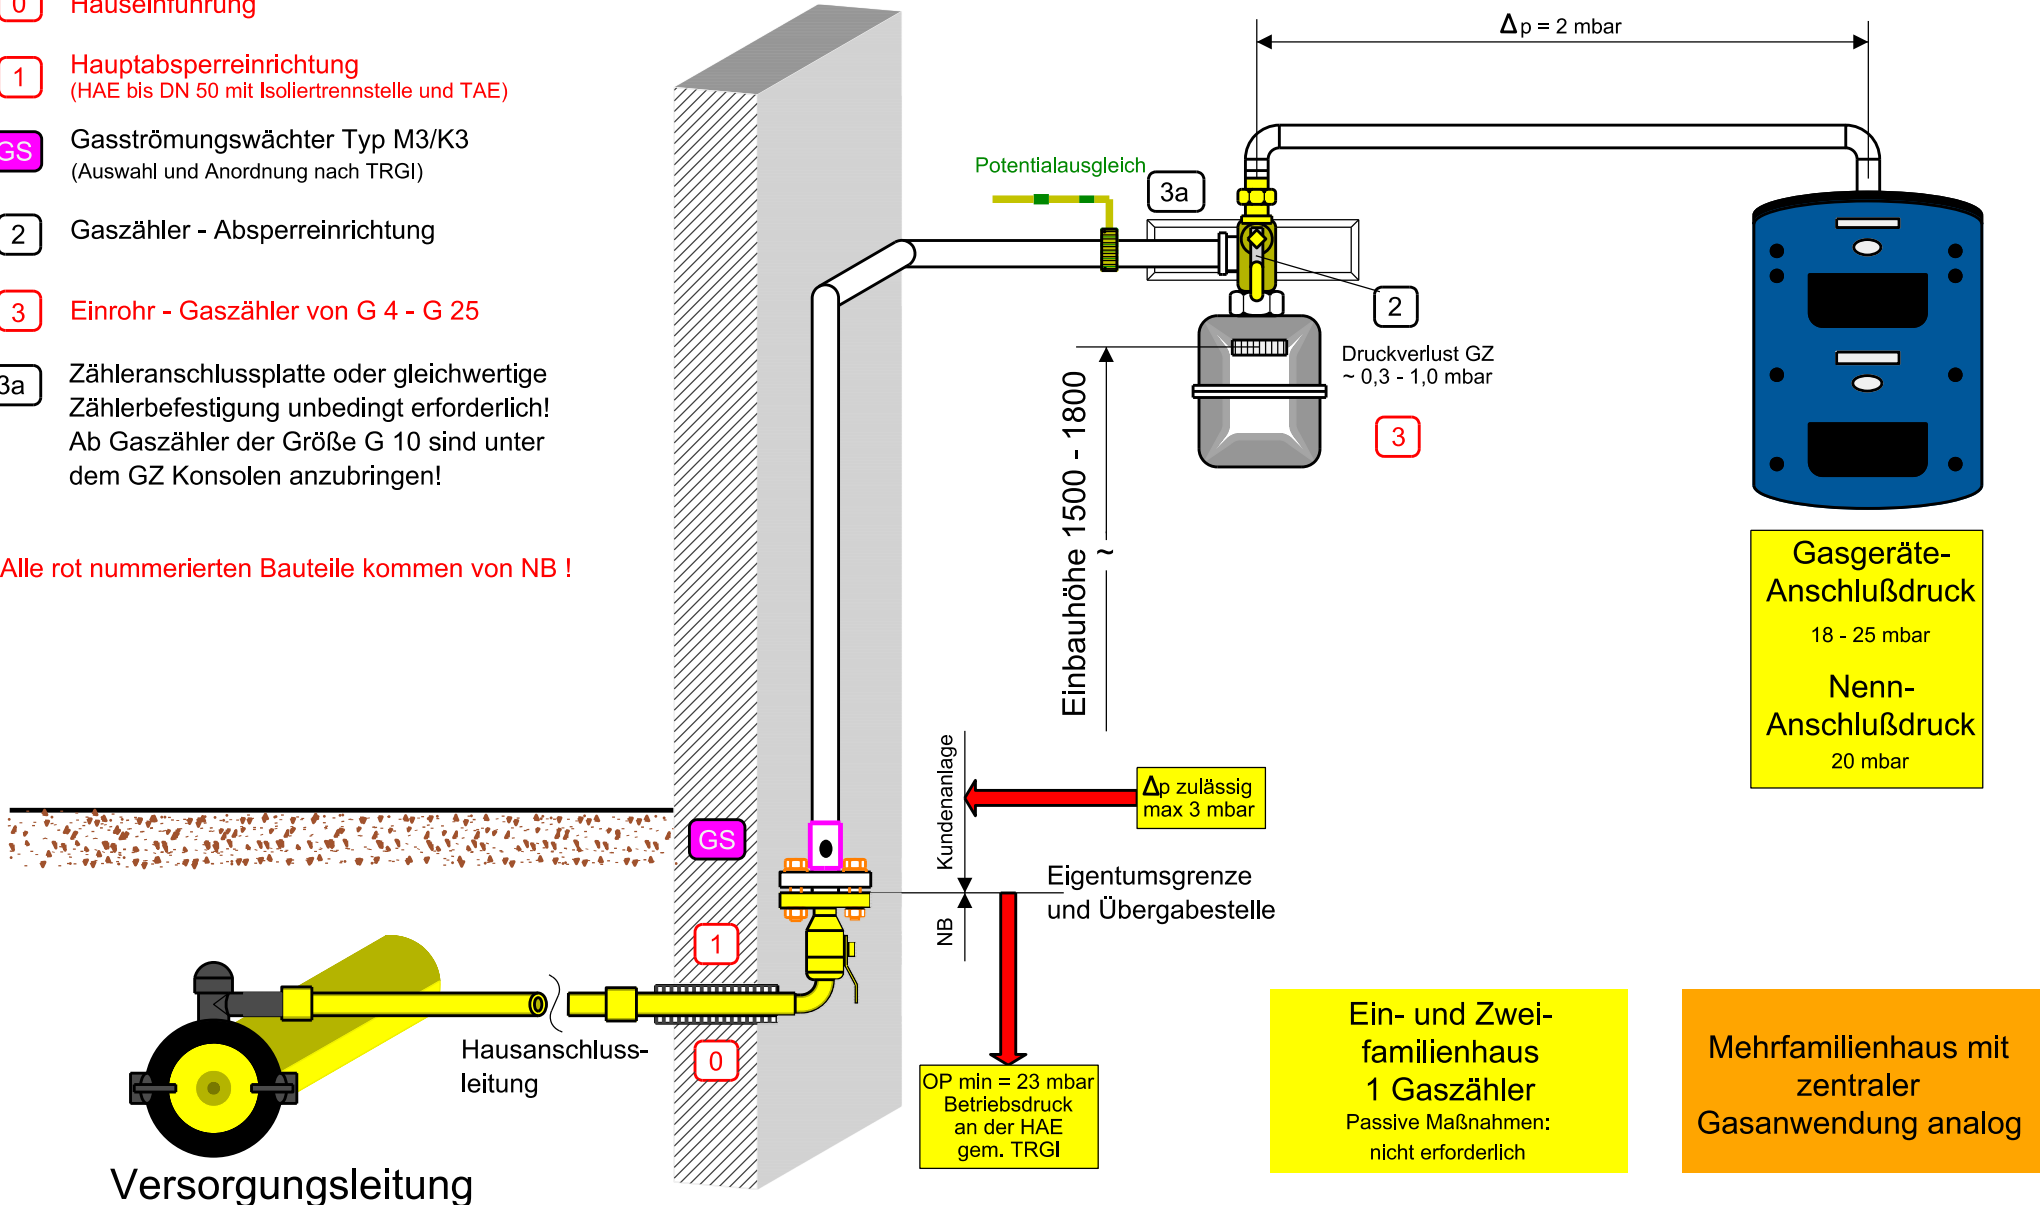 0 Hauseinführung
1 Hauptabsperreinrichtung
(HAE bis DN 50 mit Isoliertrennstelle und TAE)
GS Gasströmungswächter Typ M3/K3
(Auswahl und Anordnung nach TRGI)
2 Gaszähler - Absperreinrichtung
3 Einrohr - Gaszähler von G 4 - G 25
3a Zähleranschlussplatte oder gleichwertige
Zählerbefestigung unbedingt erforderlich!
Ab Gaszähler der Größe G 10 sind unter
dem GZ Konsolen anzubringen!
Alle rot nummerierten Bauteile kommen von NB !
Δp = 2 mbar
Potentialausgleich
3a
2
Druckverlust GZ
~ 0,3 - 1,0 mbar
3
Einbauhöhe 1500 - 1800
~
Gasgeräte-
Anschlußdruck
18 - 25 mbar
Nenn-
Anschlußdruck
20 mbar
Kundenanlage
Δp zulässig
max 3 mbar
GS
Eigentumsgrenze
und Übergabestelle
NB
1
0
Hausanschluss-
leitung
OP min = 23 mbar
Betriebsdruck
an der HAE
gem. TRGI
Versorgungsleitung
Ein- und Zwei-
familienhaus
1 Gaszähler
Passive Maßnahmen:
nicht erforderlich
Mehrfamilienhaus mit
zentraler
Gasanwendung analog